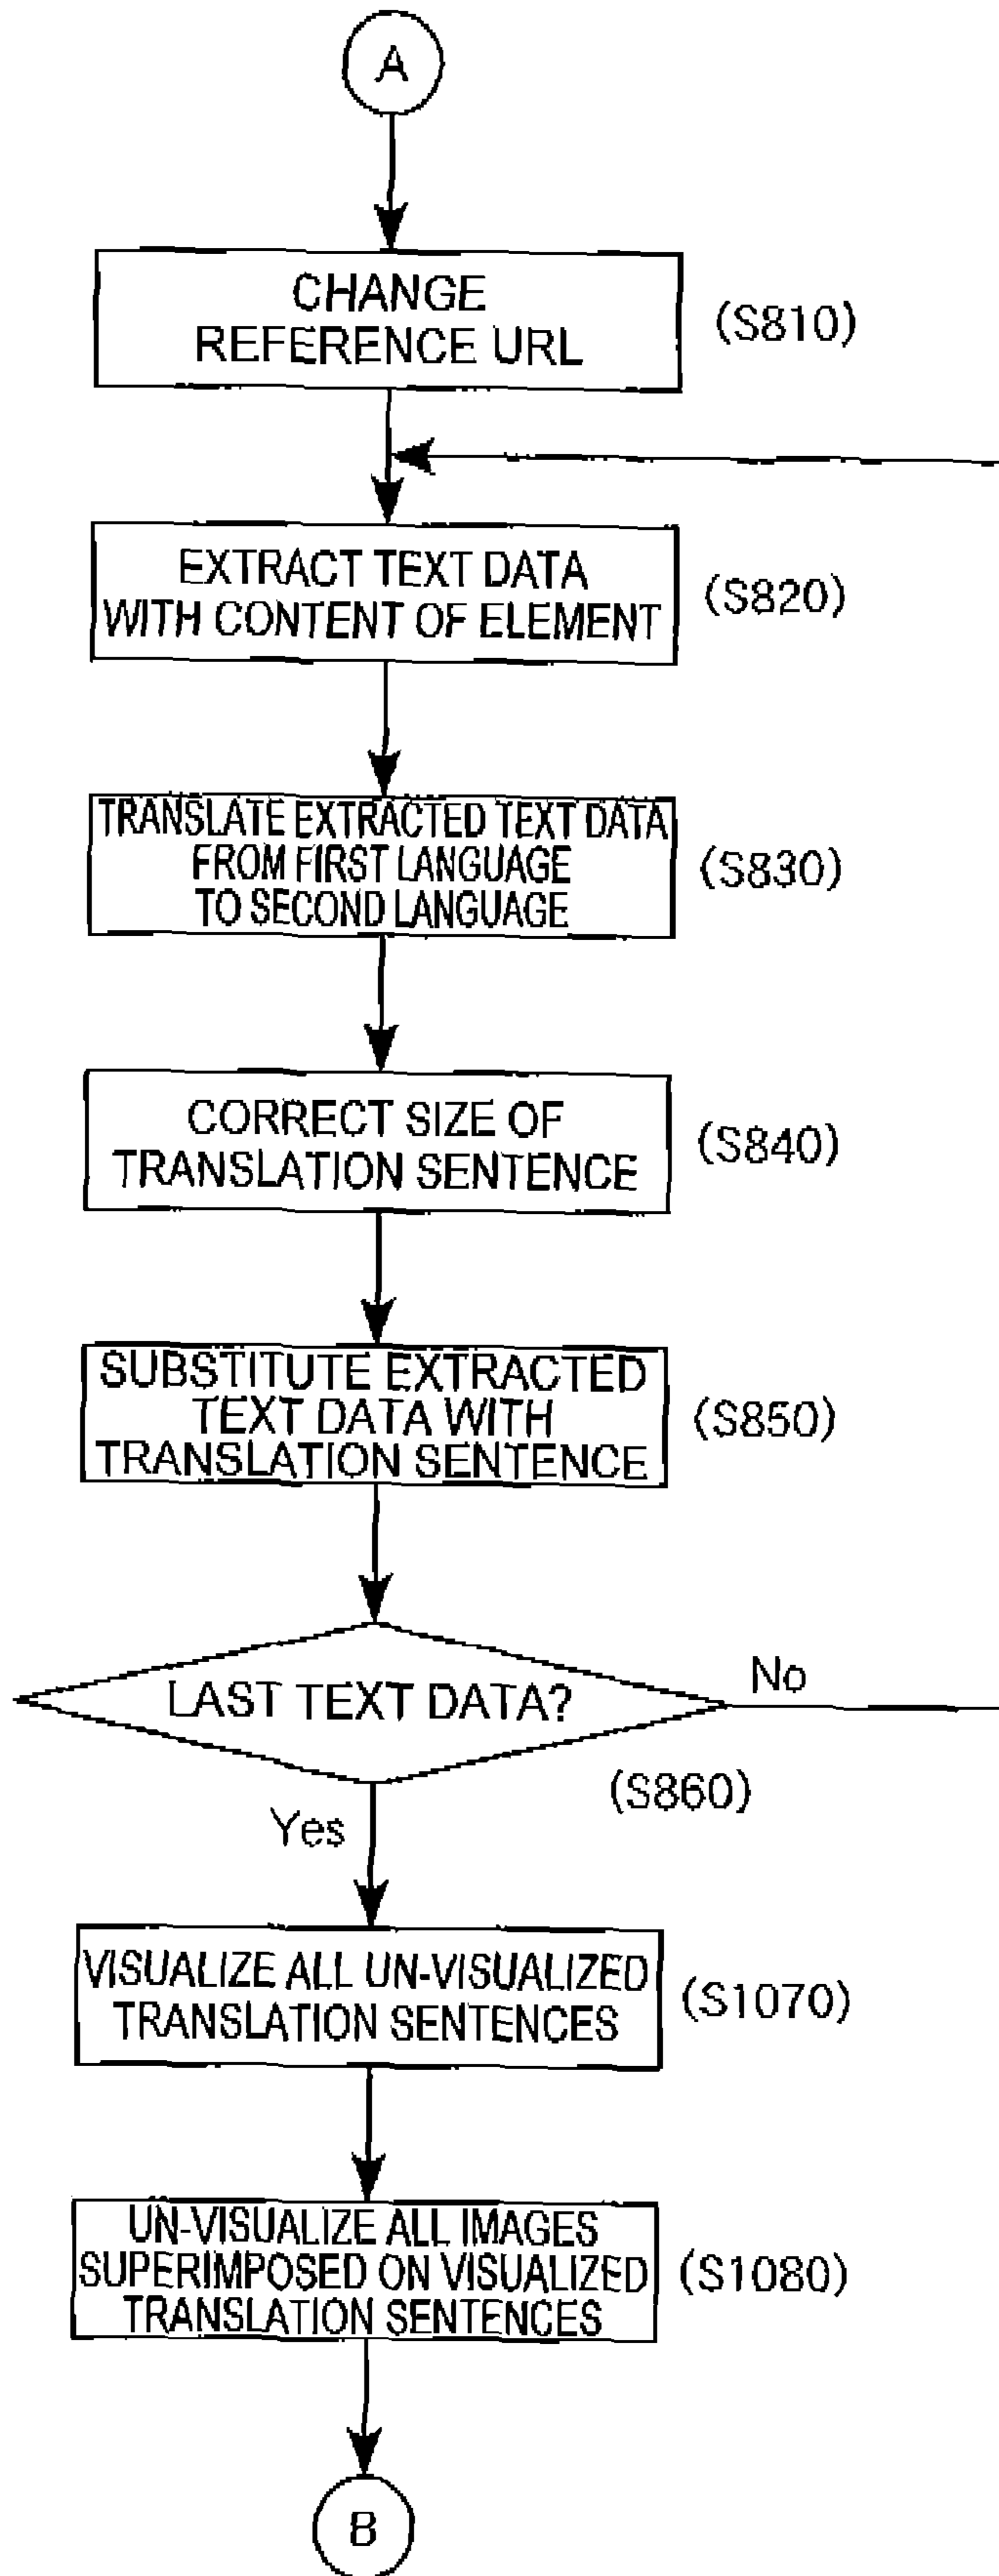 A
CHANGE
REFERENCE URL
(S810)
EXTRACT TEXT DATA
WITH CONTENT OF ELEMENT
(S820)
TRANSLATE EXTRACTED TEXT DATA
FROM FIRST LANGUAGE
TO SECOND LANGUAGE
(S830)
CORRECT SIZE OF
TRANSLATION SENTENCE
(S840)
SUBSTITUTE EXTRACTED
TEXT DATA WITH
TRANSLATION SENTENCE
(S850)
LAST TEXT DATA?
No
(S860)
Yes
VISUALIZE ALL UN-VISUALIZED
TRANSLATION SENTENCES
(S1070)
UN-VISUALIZE ALL IMAGES
SUPERIMPOSED ON VISUALIZED
TRANSLATION SENTENCES
(S1080)
B